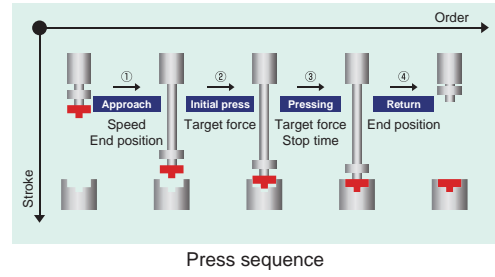 Order
① ② ③ ④
Approach Initial press Pressing Return
Speed Target force Target force End position
End position Stop time
Stroke
Press sequence